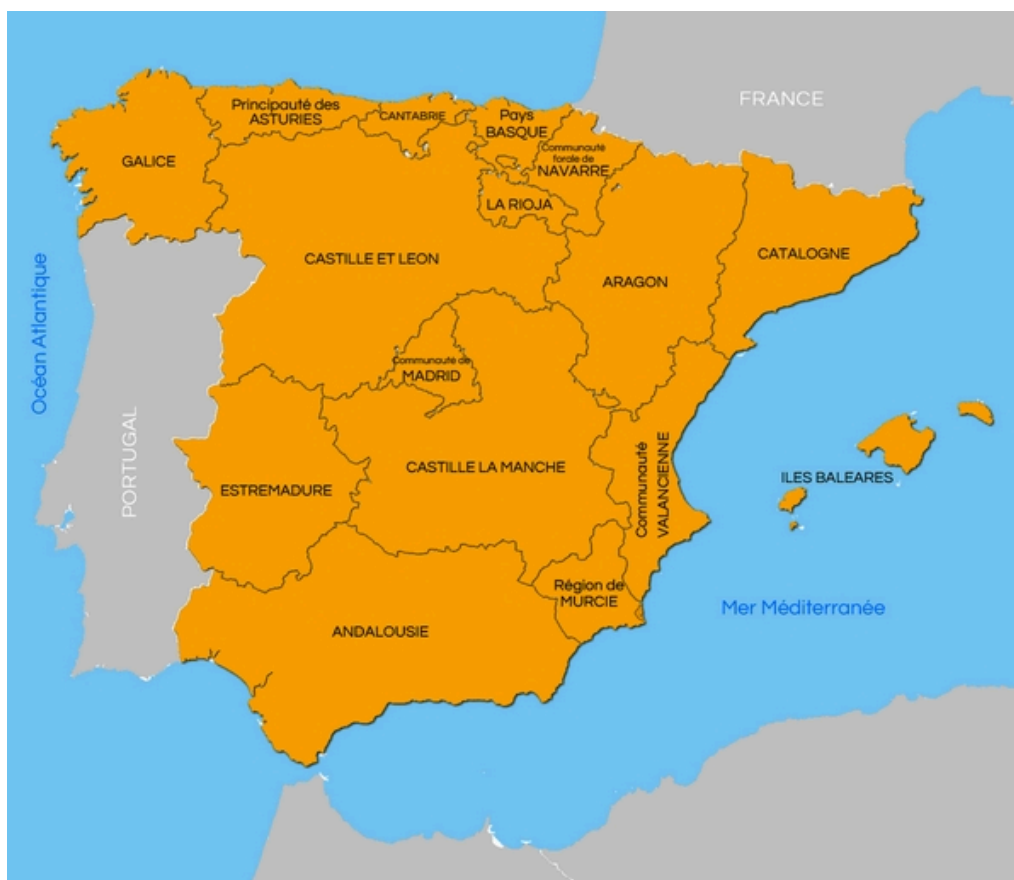 FRANCE
Principauté des
ASTURIES
CANTABRIE
Pays
BASQUE
Communauté
forale de
NAVARRE
GALICE
LA RIOJA
CASTILLE ET LEON
CATALOGNE
ARAGON
Océan Atlantique
Communauté de
MADRID
PORTUGAL
CASTILLE LA MANCHE
Communauté
VALANCIENNE
ILES BALEARES
ESTREMADURE
Région de
MURCIE
Mer Méditerranée
ANDALOUSIE